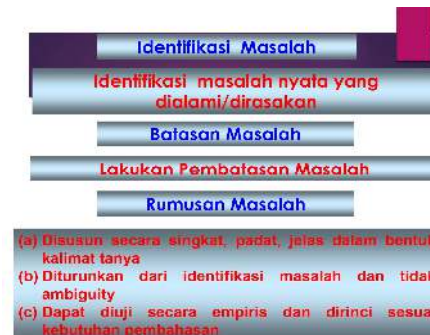 Identifikasi Masalah
Identifikasi masalah nyata yang
dialami/dirasakan
Batasan Masalah
Lakukan Pembatasan Masalah
Rumusan Masalah
(a) Disusun secara singkat, padat, jelas dalam bentu
kalimat tanya
(b) Diturunkan dari identifikasi masalah dan tidal
ambiguity
(c) Dapat diuji secara empiris dan dirinci sesua
kebutuhan pembahasan